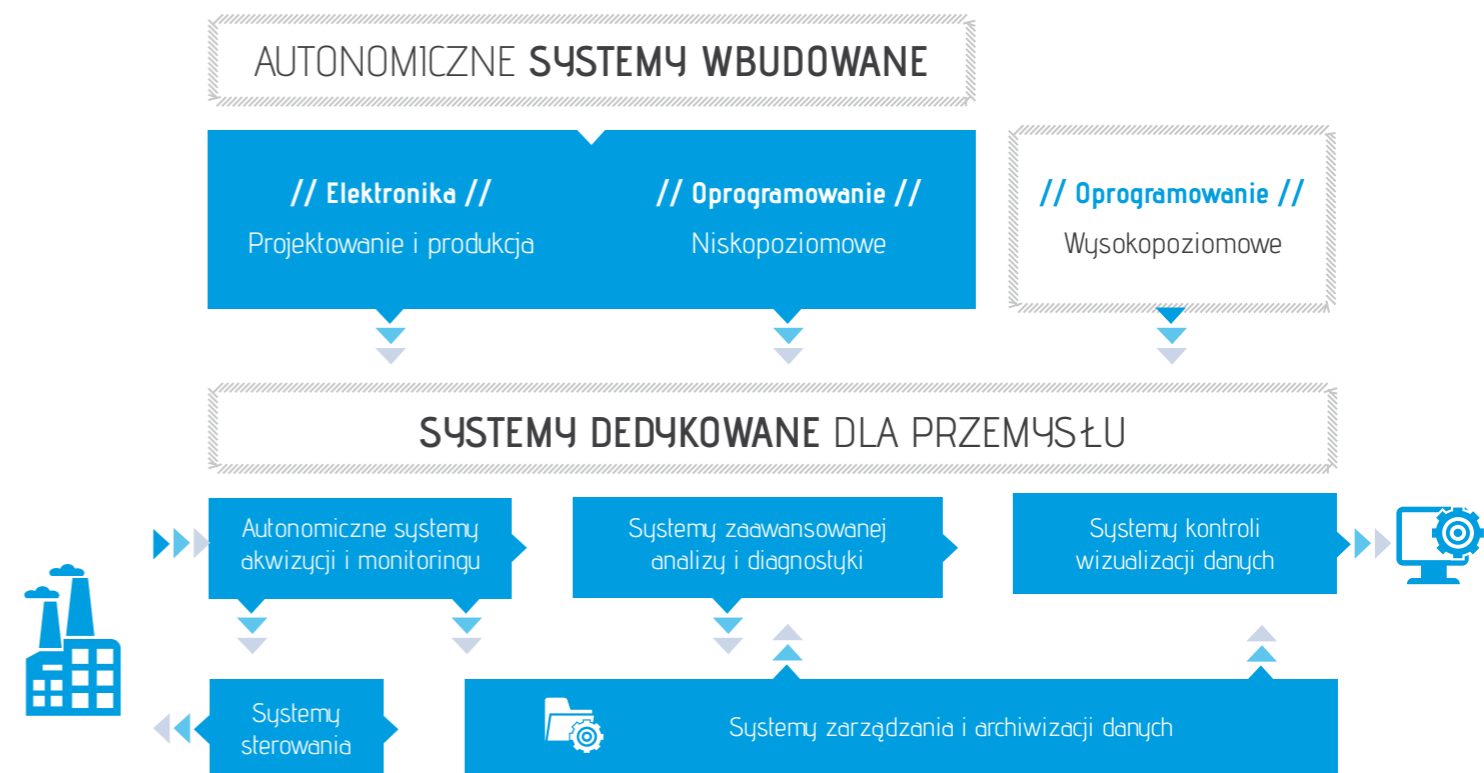 AUTONOMICZNE SYSTEMY WBUDOWANE
// Elektronika //
Projektowanie i produkcja
// Oprogramowanie //
Niskopoziomowe
// Oprogramowanie //
Wysokopoziomowe
SYSTEMY DEDYKOWANE DLA PRZEMYSŁU
Autonomiczne systemy
akwizycji i monitoringu
Systemy zaawansowanej
analizy i diagnostyki
Systemy kontroli
wizualizacji danych
Systemy
sterowania
Systemy zarządzania i archiwizacji danych